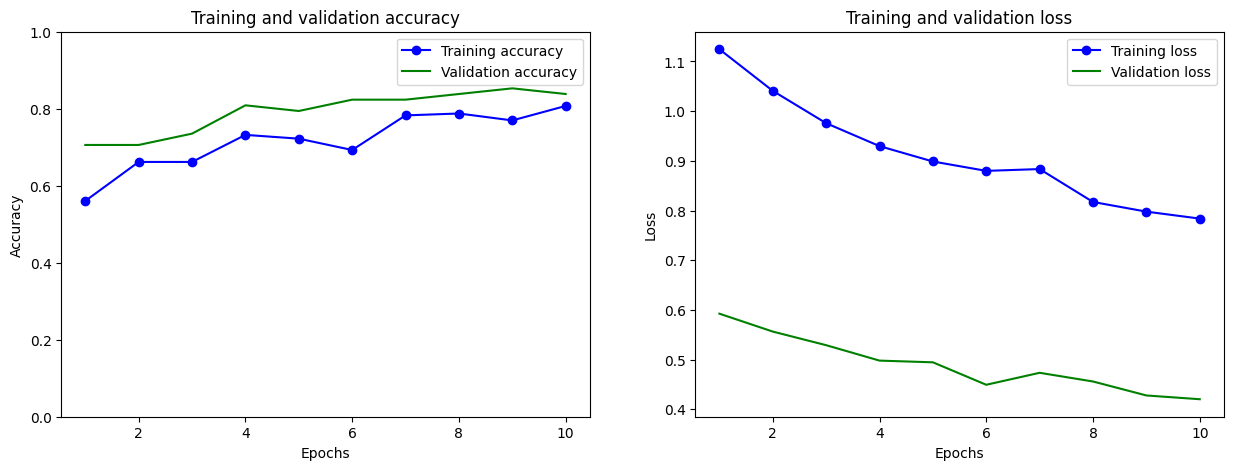 Training and validation accuracy
1.0
0.8
0.6
0.4
0.2
0.0
Accuracy
Training accuracy
Validation accuracy
2 4 6 8 10
Epochs
Training and validation loss
1.1
1.0
0.9
0.8
0.7
0.6
0.5
0.4
Loss
Training loss
Validation loss
2 4 6 8 10
Epochs